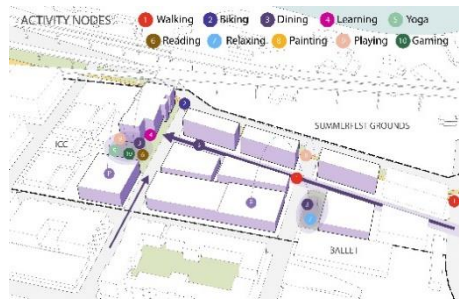 ACTIVITY NODES
1 Walking 2 Biking 3 Dining 4 Learning 5 Yoga
6 Reading 7 Relaxing 8 Painting 9 Playing 10 Gaming
SUMMERFEST GROUNDS
ICC
BALLET
P
P